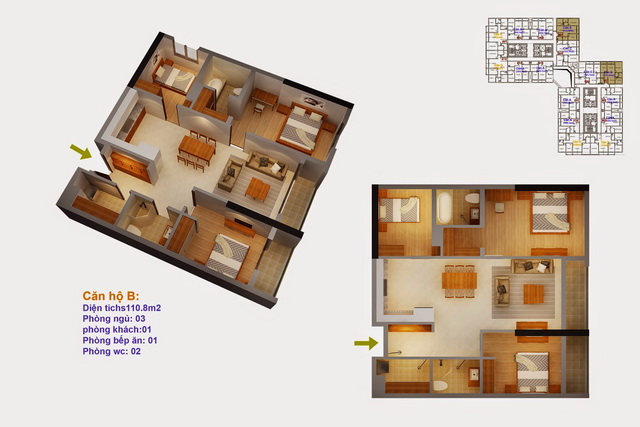 Căn hộ B:
Diện tichs110.8m2
Phòng ngủ: 03
phòng khách:01
Phòng bếp ăn: 01
Phòng wc: 02